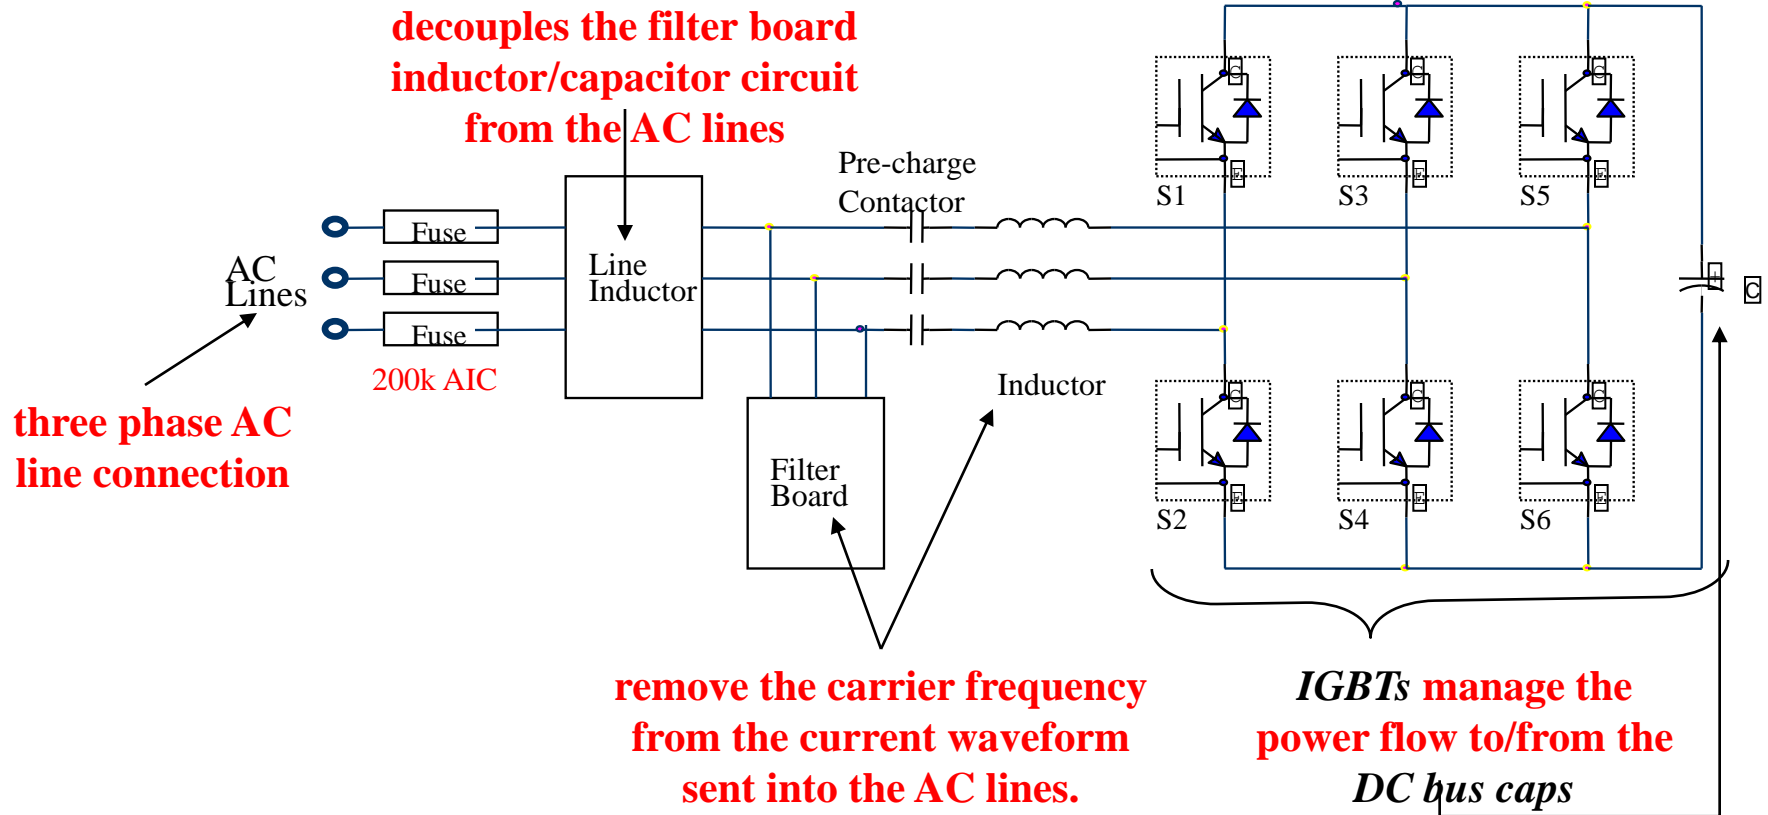 decouples the filter board
inductor/capacitor circuit
from the AC lines
Pre-charge
Contactor
C
C
C
E
E
E
S1
S3
S5
Fuse
Fuse
Fuse
AC
Lines
Line
Inductor
+
C
200k AIC
Inductor
three phase AC
line connection
Filter
Board
C
C
C
E
E
E
S2
S4
S6
remove the carrier frequency
from the current waveform
sent into the AC lines.
IGBTs manage the
power flow to/from the
DC bus caps